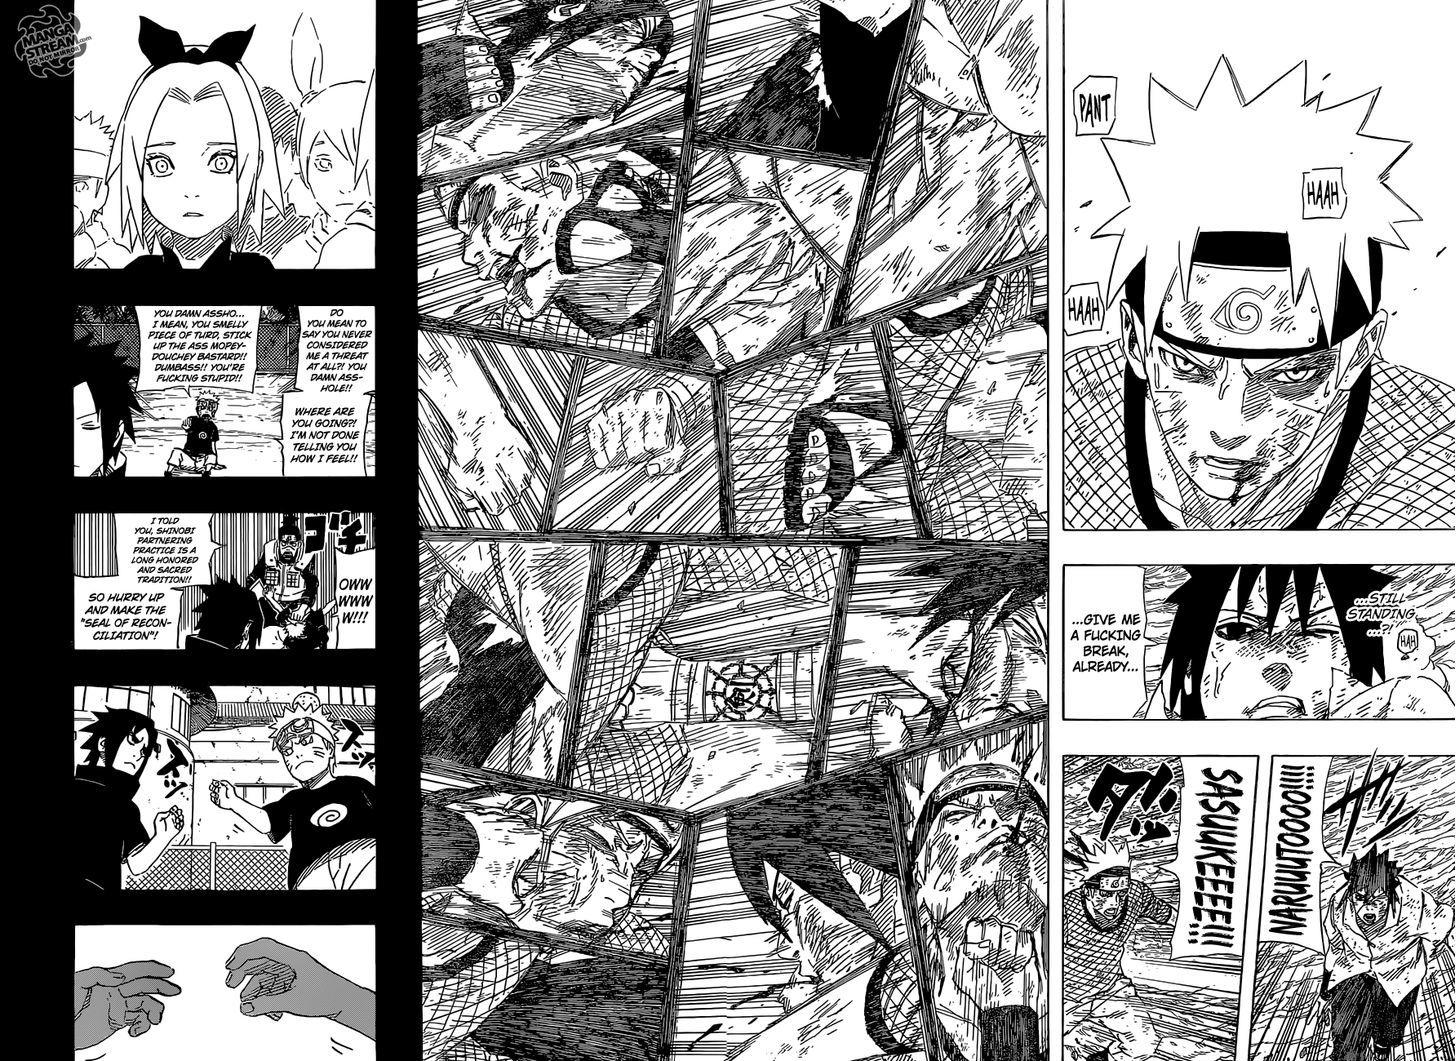 PANT
HAAH
HAAH
...STILL
STANDING
...?!
HAH
...GIVE ME
A FUCKING
BREAK,
ALREADY...
NARUUUTOOOO!!!!
SASUUKEEEE!!!
MANGA
STREAM
.com
DO
YOU MEAN TO
SAY YOU NEVER
CONSIDERED
ME A THREAT
AT ALL?! YOU
DAMN ASS-
HOLE!!
WHERE ARE
YOU GOING?!
I'M NOT DONE
TELLING YOU
HOW I FEEL!!
YOU DAMN ASSHO...
I MEAN, YOU SMELLY
PIECE OF TURD, STICK
UP THE ASS MOPEY-
DOUCHEY BASTARD!!
DUMBASS!! YOU'RE
FUCKING STUPID!!
OWW
WWW
W!!!
I TOLD
YOU, SHINOBI
PARTNERING
PRACTICE IS A
LONG HONORED
AND SACRED
TRADITION!!
SO HURRY UP
AND MAKE THE
"SEAL OF RECON-
CILIATION"!